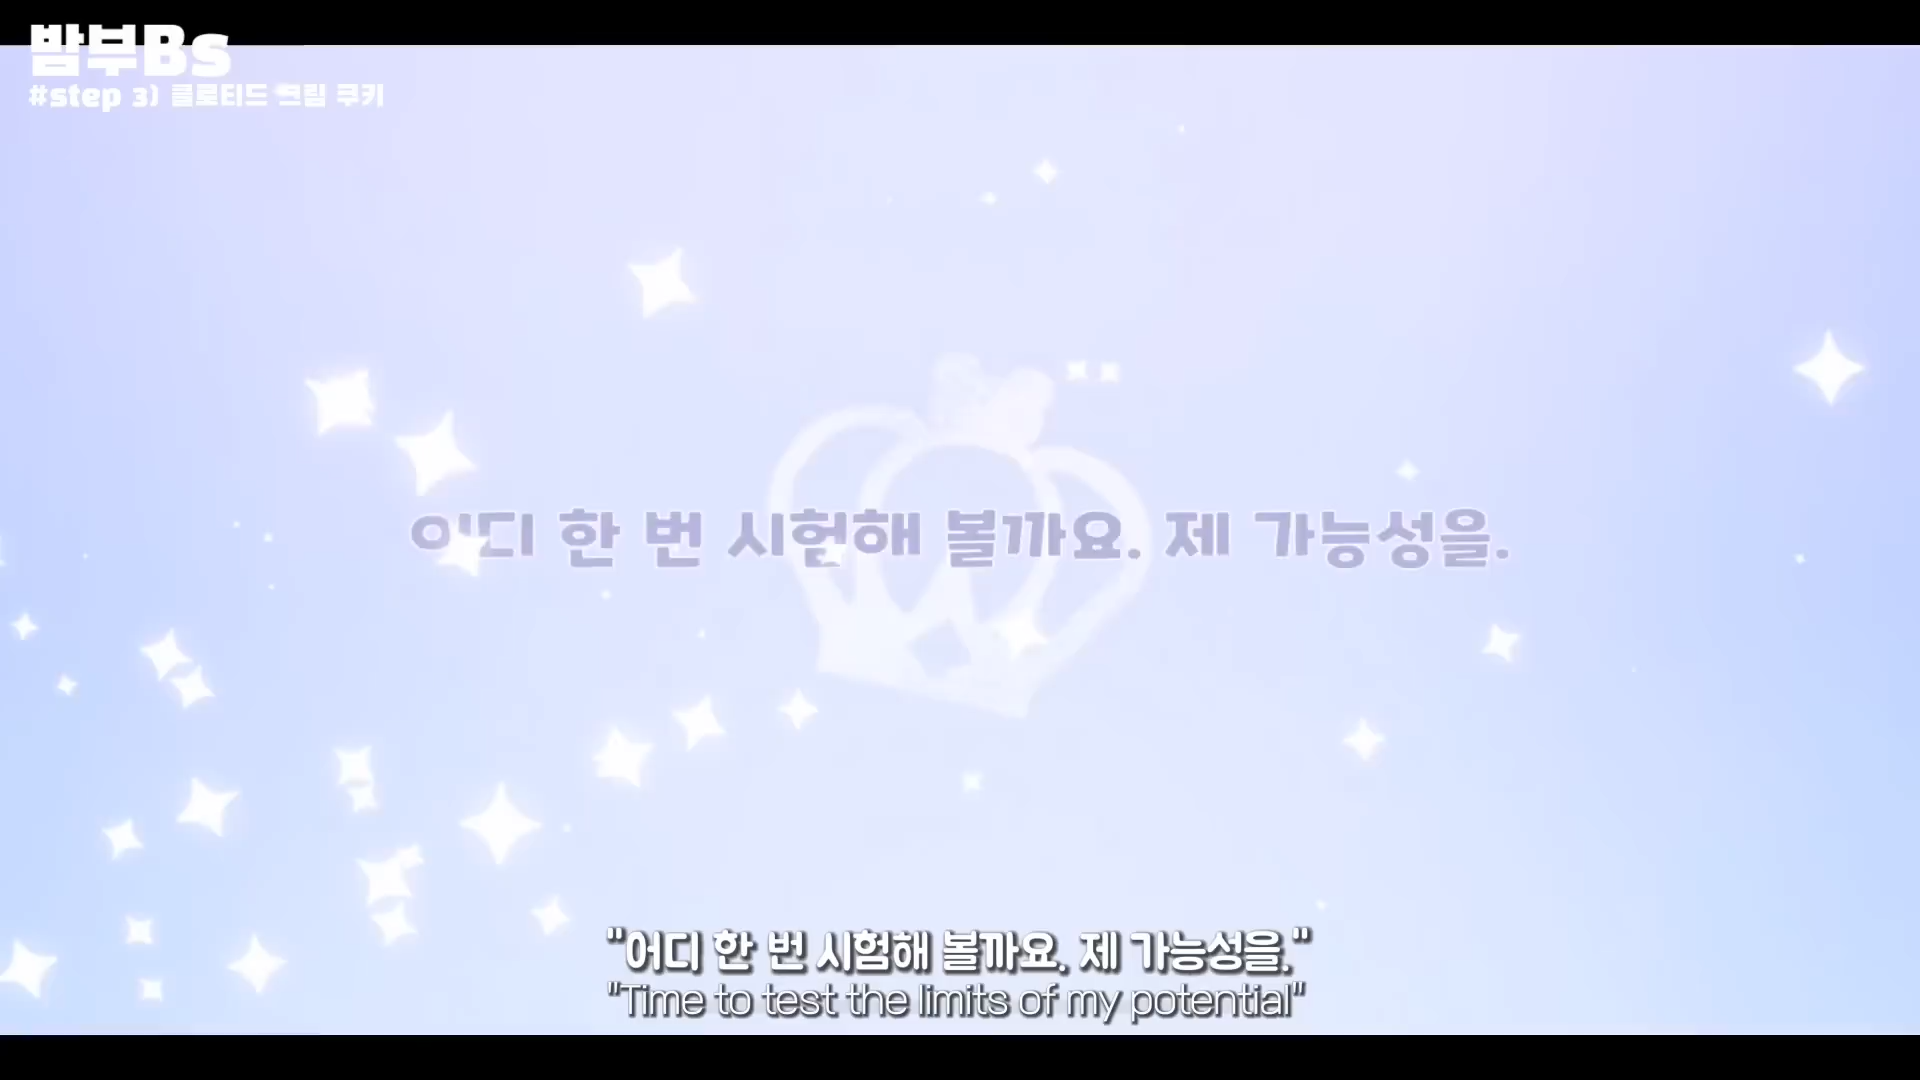 밤부Bs
#step 3) 클로티드 크림 쿠키
어디 한 번 시험해 볼까요. 제 가능성을.
"어디 한 번 시험해 볼까요. 제 가능성을."
"Time to test the limits of my potential"